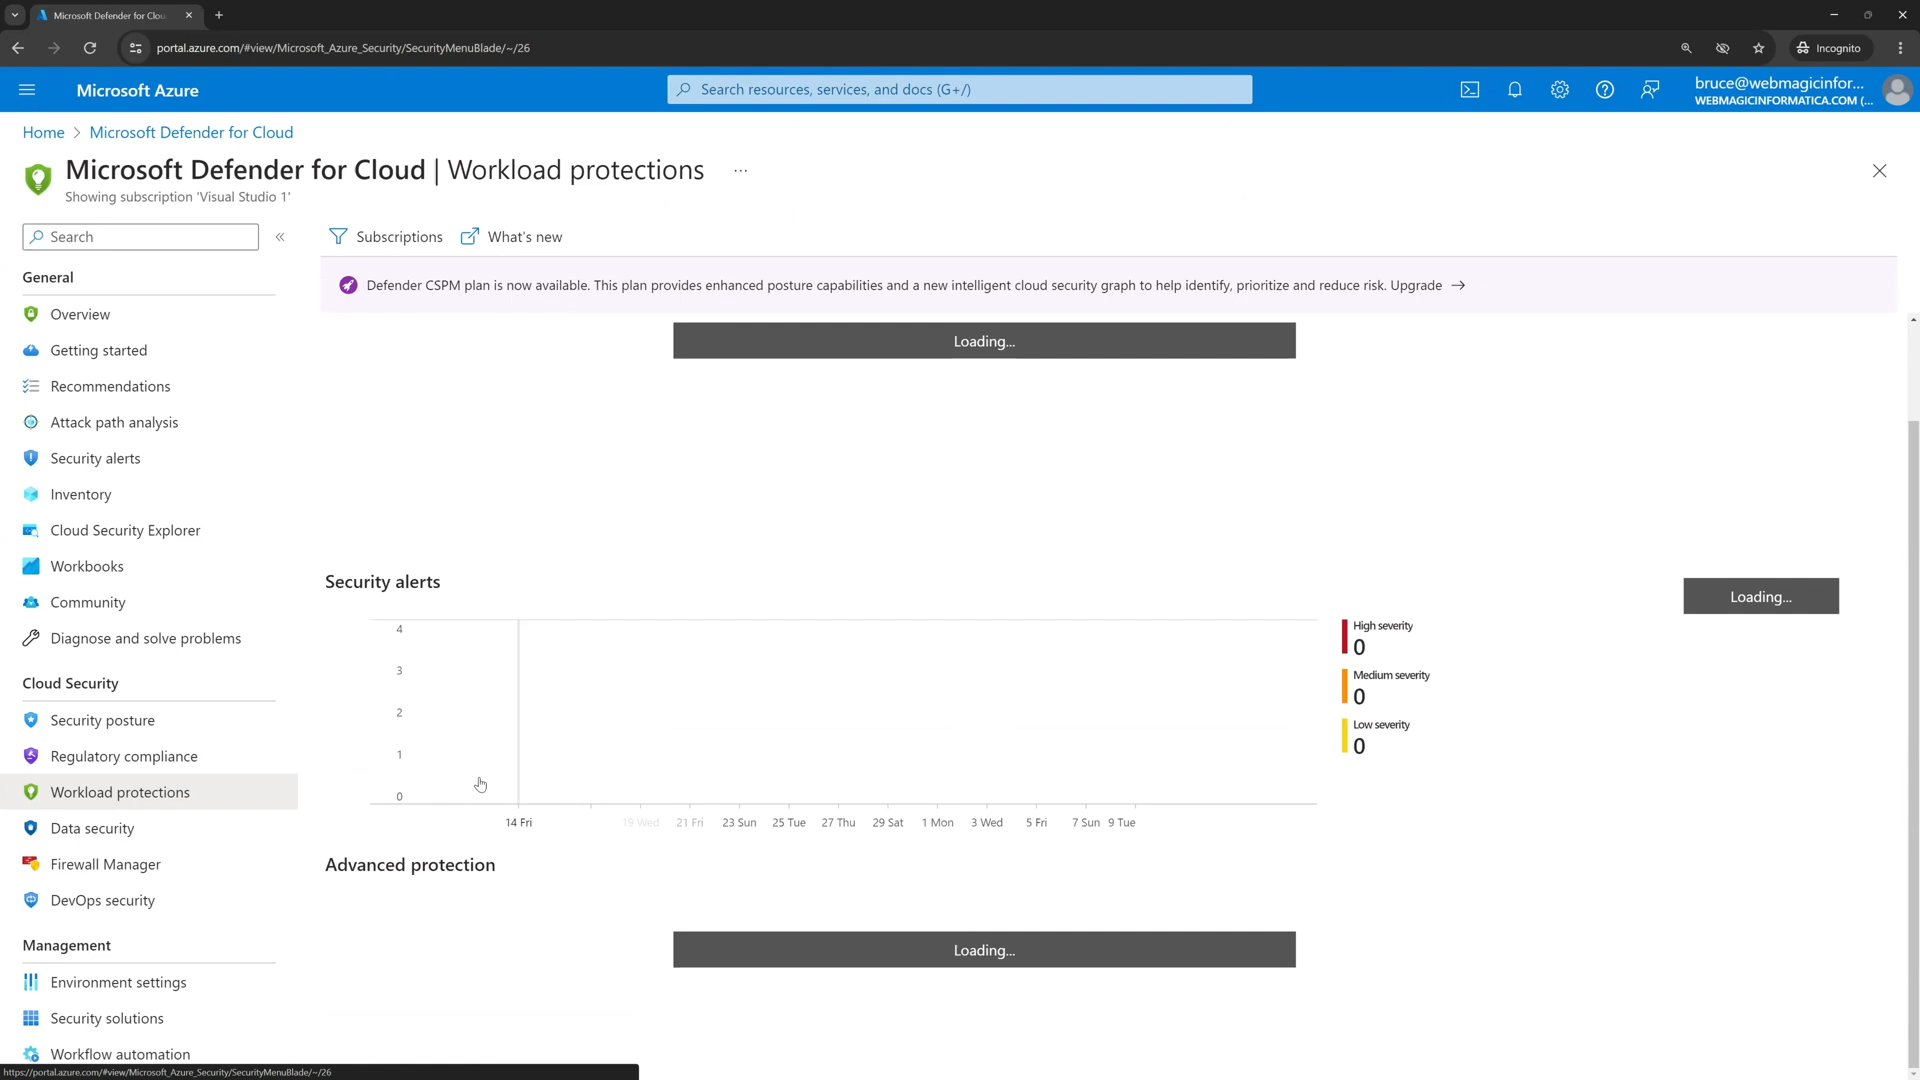 Microsoft Defender for Clou
portal.azure.com/#view/Microsoft_Azure_Security/SecurityMenuBlade/~/26
Incognito
Microsoft Azure
Search resources, services, and docs (G+/)
bruce@webmagicinfor...
WEBMAGICINFORMATICA.COM (...
Home > Microsoft Defender for Cloud
Microsoft Defender for Cloud | Workload protections ...
Showing subscription 'Visual Studio 1'
Search
«
Subscriptions
What's new
General
Defender CSPM plan is now available. This plan provides enhanced posture capabilities and a new intelligent cloud security graph to help identify, prioritize and reduce risk. Upgrade →
Overview
Getting started
Recommendations
Attack path analysis
Security alerts
Inventory
Cloud Security Explorer
Workbooks
Community
Diagnose and solve problems
Cloud Security
Security posture
Regulatory compliance
Workload protections
Data security
Firewall Manager
DevOps security
Management
Environment settings
Security solutions
Workflow automation
Loading...
Security alerts
Loading...
4
3
2
1
0
14 Fri
19 Wed
21 Fri
23 Sun
25 Tue
27 Thu
29 Sat
1 Mon
3 Wed
5 Fri
7 Sun
9 Tue
High severity
0
Medium severity
0
Low severity
0
Advanced protection
Loading...
https://portal.azure.com/#view/Microsoft_Azure_Security/SecurityMenuBlade/~/26